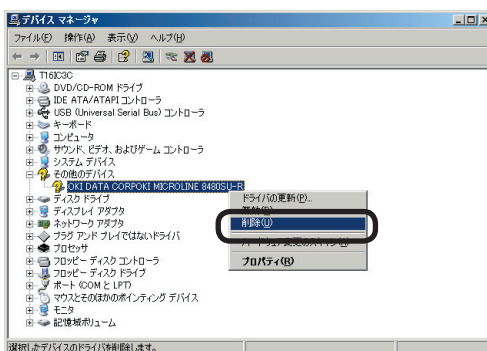 デバイス マネージャ
ファイル(F) 操作(A) 表示(V) ヘルプ(H)
T16IC3C
DVD/CD-ROM ドライブ
IDE ATA/ATAPI コントローラ
USB (Universal Serial Bus) コントローラ
キーボード
コンピュータ
サウンド、ビデオ、およびゲーム コントローラ
システム デバイス
その他のデバイス
OKI DATA CORPOKI MICROLINE 8480SU-R
ドライバの更新(P)...
ディスク ドライブ
ディスプレイ アダプタ
削除(U)
ネットワーク アダプタ
プラグ アンド プレイではないドライバ
プロセッサ
プロパティ(R)
フロッピー ディスク コントローラ
フロッピー ディスク ドライブ
ポート (COM と LPT)
マウスとそのほかのポインティング デバイス
モニタ
記憶域ボリューム
選択したデバイスのドライバを削除します。